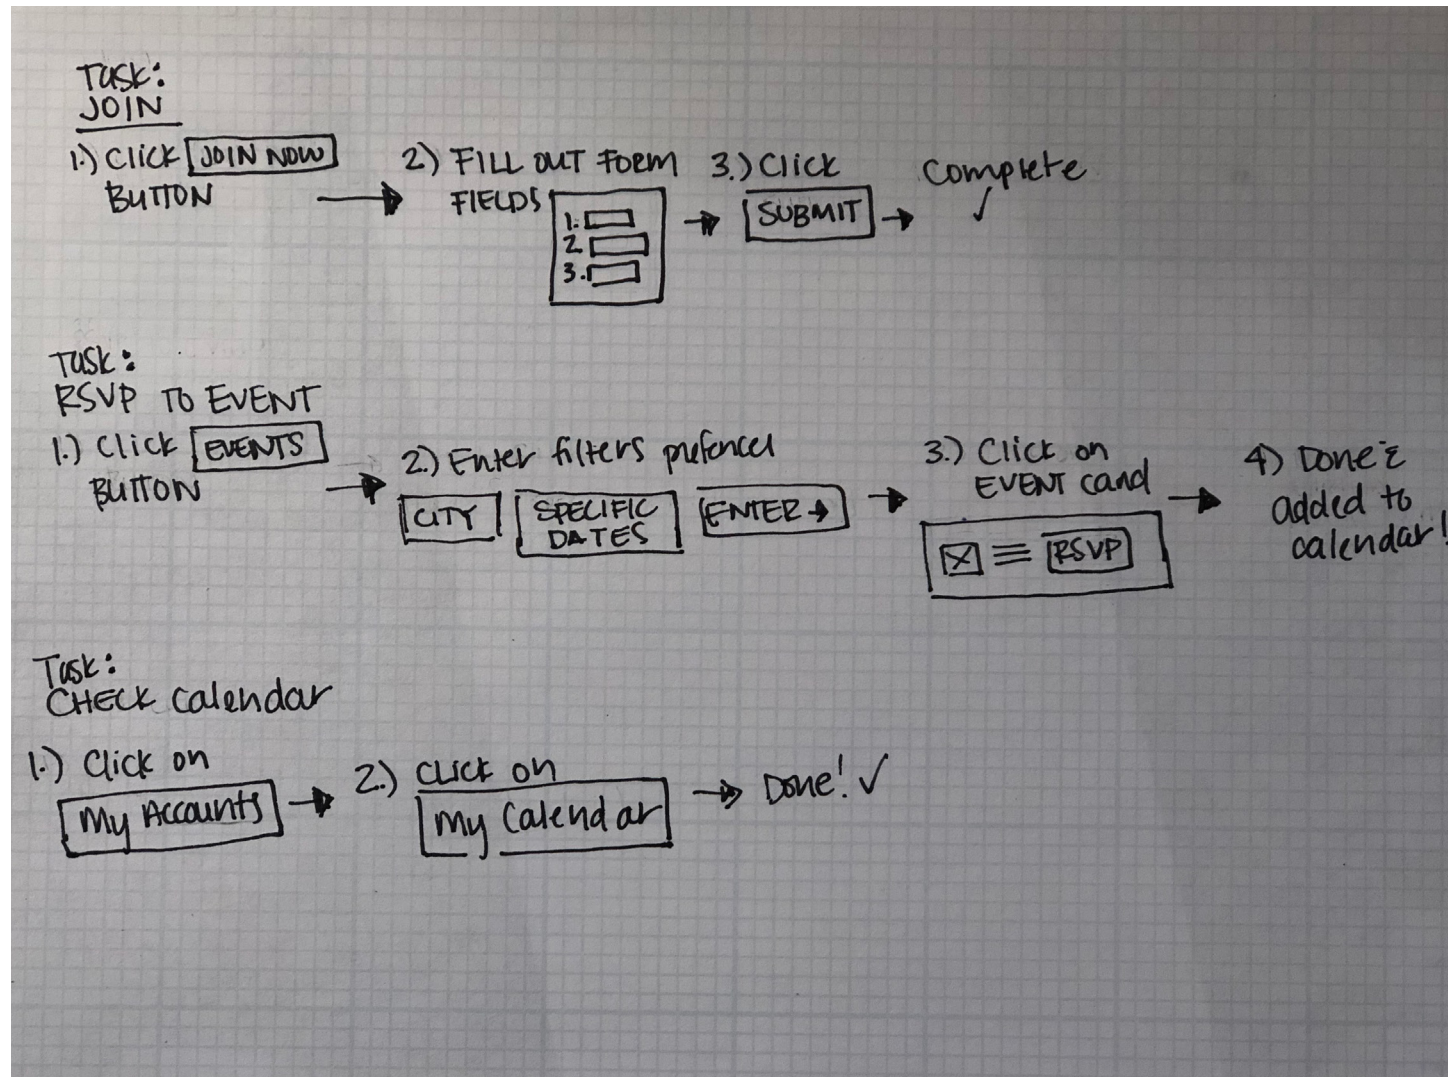 Task:
JOIN
1.) Click JOIN NOW
BUTTON
2.) FILL OUT FORM
FIELDS
1.
2
3.
3.) Click
SUBMIT
Complete
✓
Task:
RSVP TO EVENT
1.) Click EVENTS
BUTTON
2.) Enter filters
CITY
SPECIFIC
DATES
ENTER →
3.) Click on
EVENT card
RSVP
4) Done &
added to
calendar!
Task:
CHECK Calendar
1.) Click on
My Accounts
2.) Click on
My Calendar
Done! ✓